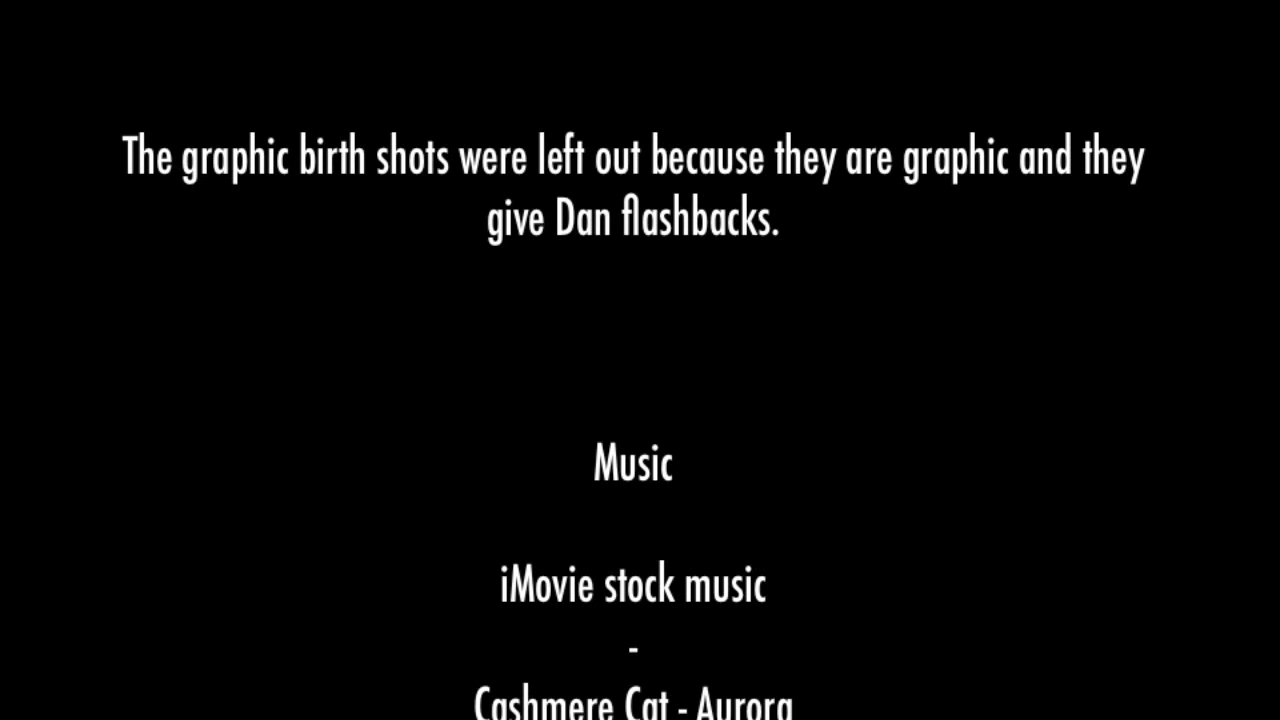 The graphic birth shots were left out because they are graphic and they
give Dan flashbacks.
Music
iMovie stock music
-
Cashmere Cat - Aurora